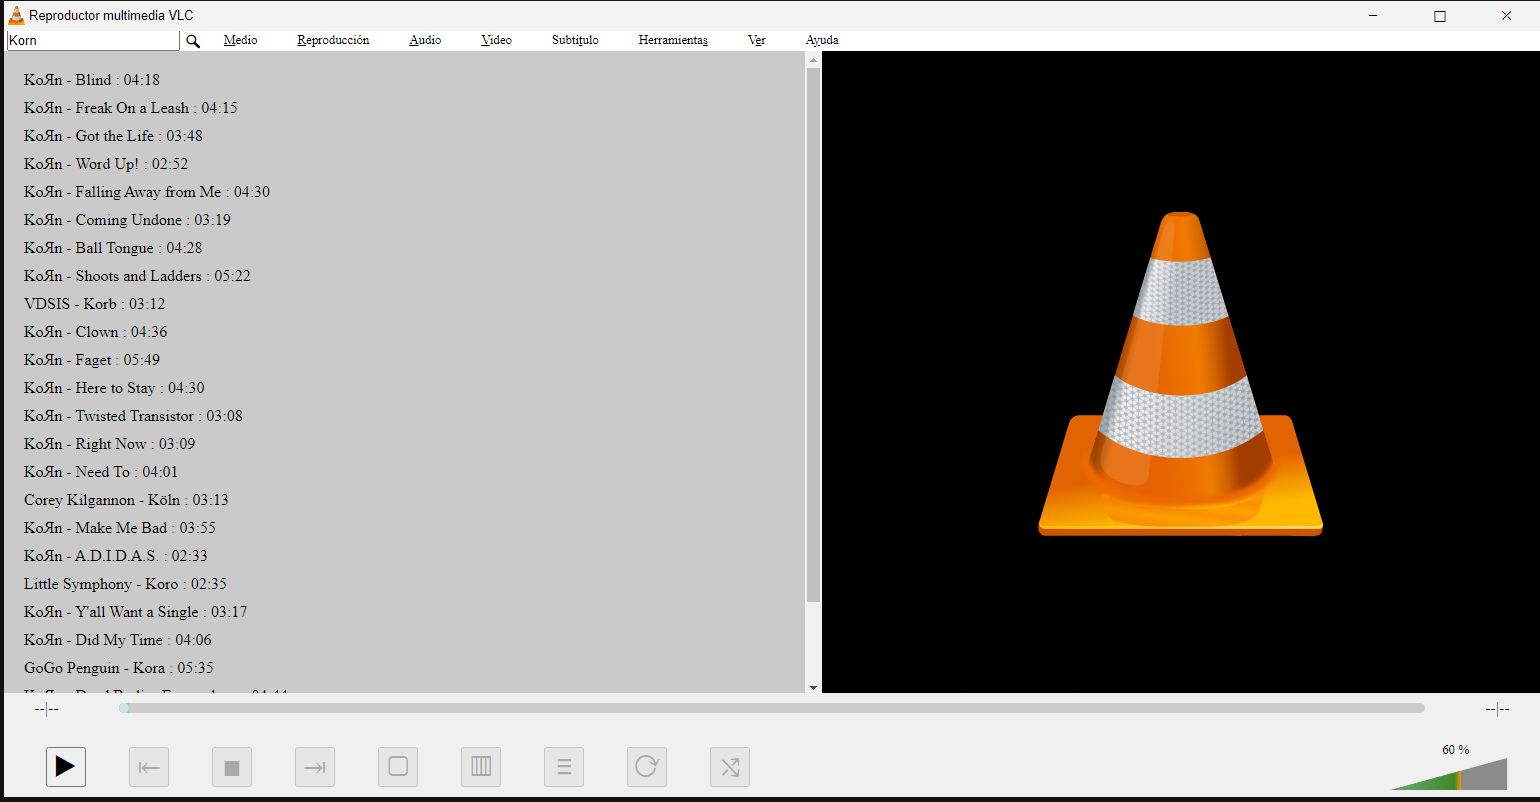 Reproductor multimedia VLC
Korn Medio Reproducción Audio Video Subtítulo Herramientas Ver Ayuda
KoЯn - Blind : 04:18
KoЯn - Freak On a Leash : 04:15
KoЯn - Got the Life : 03:48
KoЯn - Word Up! : 02:52
KoЯn - Falling Away from Me : 04:30
KoЯn - Coming Undone : 03:19
KoЯn - Ball Tongue : 04:28
KoЯn - Shoots and Ladders : 05:22
VDSIS - Korb : 03:12
KoЯn - Clown : 04:36
KoЯn - Faget : 05:49
KoЯn - Here to Stay : 04:30
KoЯn - Twisted Transistor : 03:08
KoЯn - Right Now : 03:09
KoЯn - Need To : 04:01
Corey Kilgannon - Köln : 03:13
KoЯn - Make Me Bad : 03:55
KoЯn - A.D.I.D.A.S. : 02:33
Little Symphony - Koro : 02:35
KoЯn - Y'all Want a Single : 03:17
KoЯn - Did My Time : 04:06
GoGo Penguin - Kora : 05:35
--|-- --|--
60 %